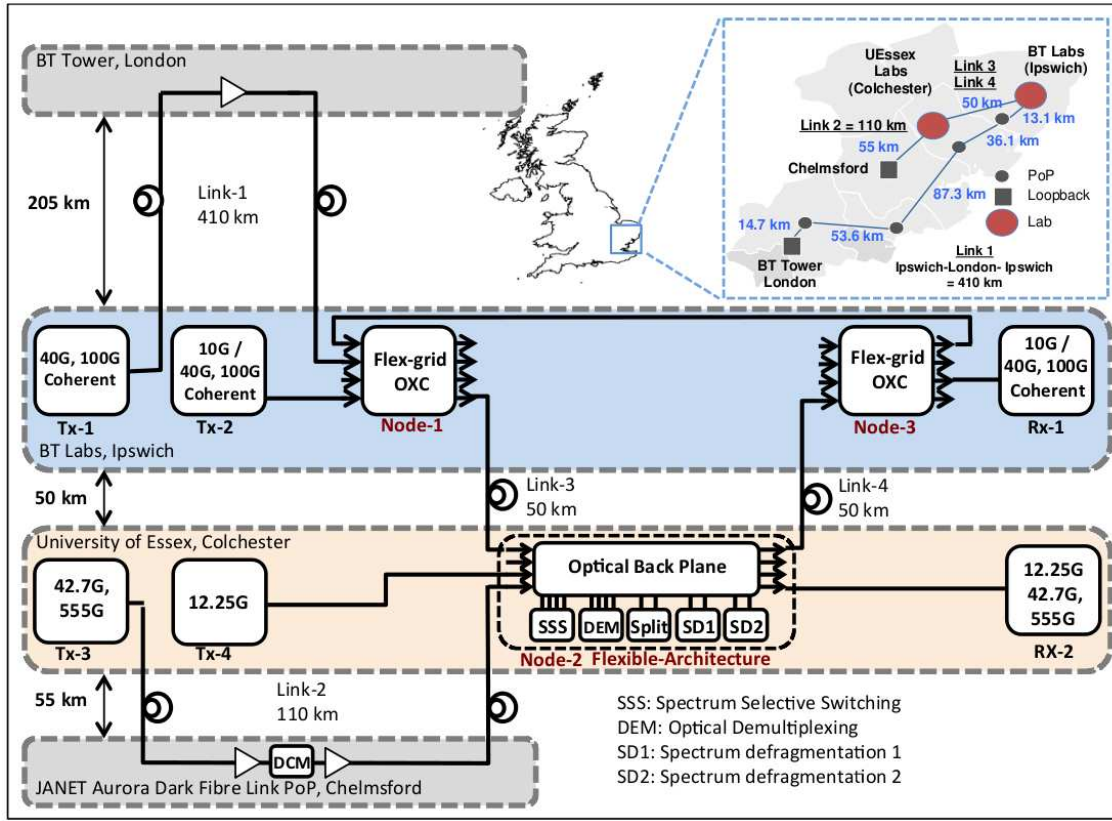 BT Tower, London
205 km
Link-1
410 km
UEssex
Labs
(Colchester)
Link 3
Link 4
BT Labs
(Ipswich)
50 km
13.1 km
Link 2 = 110 km
55 km
36.1 km
Chelmsford
87.3 km
PoP
Loopback
Lab
14.7 km
53.6 km
BT Tower
London
Link 1
Ipswich-London- Ipswich
= 410 km
40G, 100G
Coherent
Tx-1
10G /
40G, 100G
Coherent
Tx-2
Flex-grid
OXC
Node-1
Flex-grid
OXC
Node-3
10G /
40G, 100G
Coherent
Rx-1
BT Labs, Ipswich
50 km
Link-3
50 km
Link-4
50 km
University of Essex, Colchester
42.7G,
555G
Tx-3
12.25G
Tx-4
Optical Back Plane
SSS
DEM
Split
SD1
SD2
Node-2 Flexible-Architecture
12.25G
42.7G,
555G
RX-2
55 km
Link-2
110 km
DCM
JANET Aurora Dark Fibre Link PoP, Chelmsford
SSS: Spectrum Selective Switching
DEM: Optical Demultiplexing
SD1: Spectrum defragmentation 1
SD2: Spectrum defragmentation 2